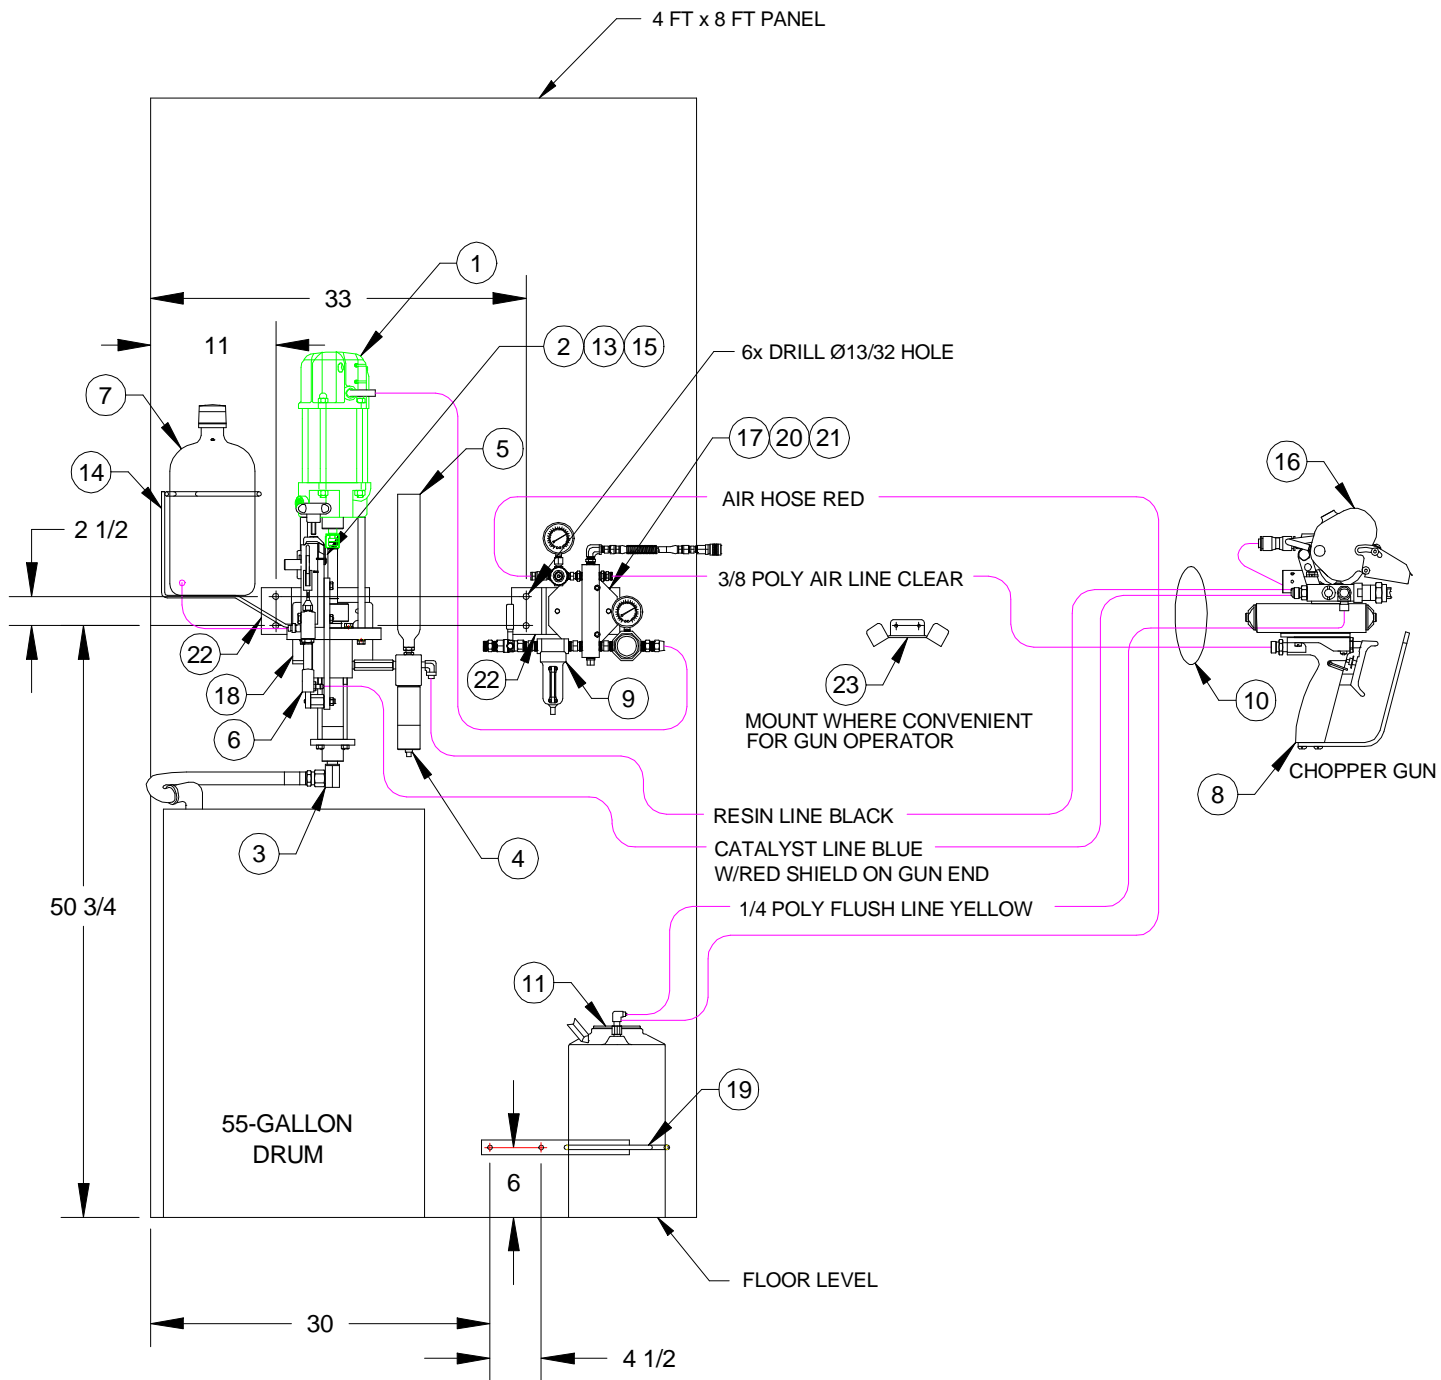 4 FT x 8 FT PANEL
1
33
11
2 13 15
6x DRILL Ø13/32 HOLE
7
17 20 21
5
14
16
AIR HOSE RED
2 1/2
3/8 POLY AIR LINE CLEAR
22
22
23
18
9
10
6
MOUNT WHERE CONVENIENT
FOR GUN OPERATOR
CHOPPER GUN
8
RESIN LINE BLACK
3
4
CATALYST LINE BLUE
W/RED SHIELD ON GUN END
50 3/4
1/4 POLY FLUSH LINE YELLOW
11
19
55-GALLON
DRUM
6
FLOOR LEVEL
30
4 1/2